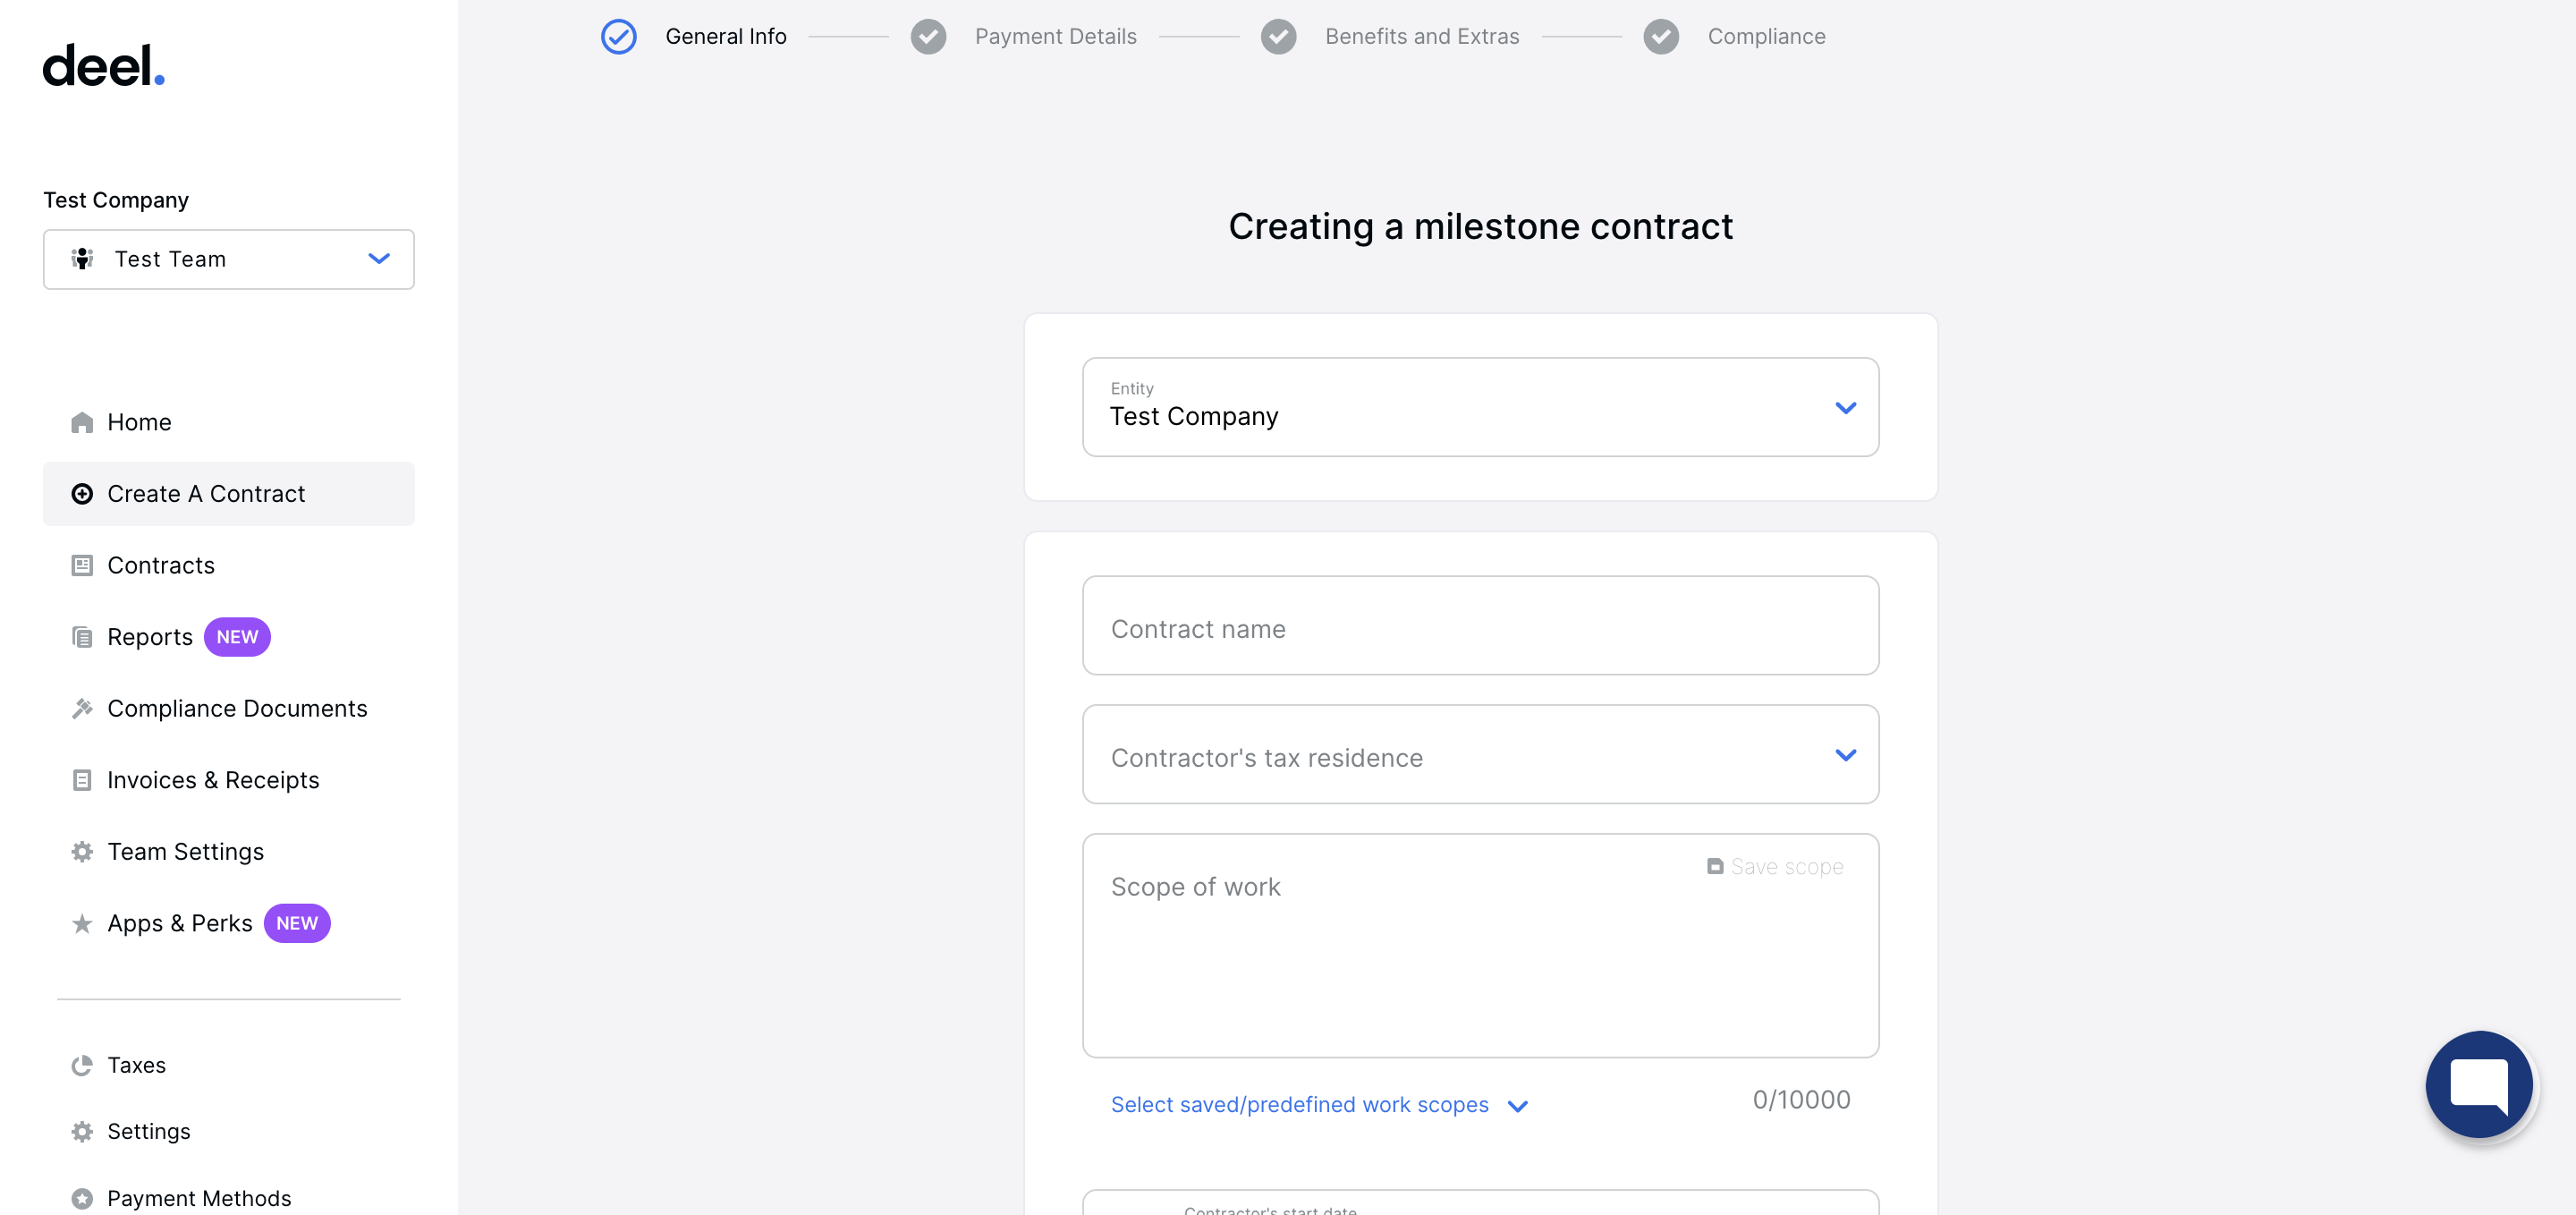 deel.
Test Company
Test Team
Home
Create A Contract
Contracts
Reports NEW
Compliance Documents
Invoices & Receipts
Team Settings
Apps & Perks NEW
Taxes
Settings
Payment Methods
General Info Payment Details Benefits and Extras Compliance
Creating a milestone contract
Entity
Test Company
Contract name
Contractor's tax residence
Save scope
Scope of work
Select saved/predefined work scopes 0/10000
Contractor's start date